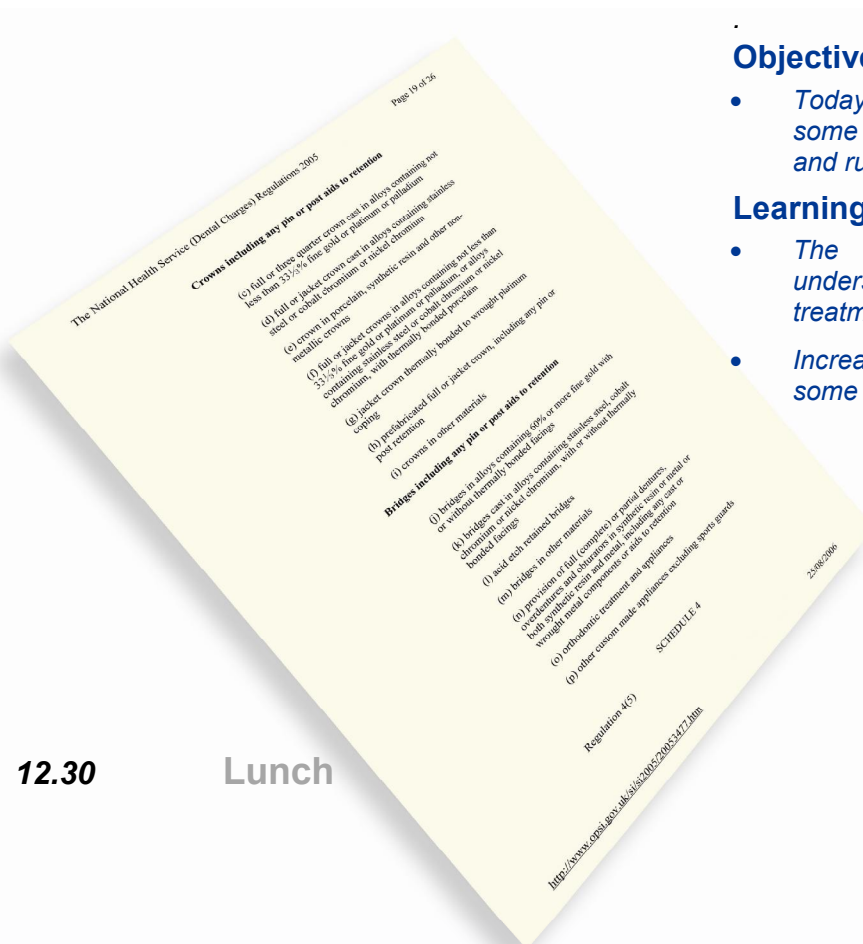 The National Health Service (Dental Charges) Regulations 2005
Page 19 of 26
Crowns including any pin or post aids to retention
(c) full or three quarter crown cast in alloys containing not
less than 33⅓% fine gold or platinum or palladium
(d) full or jacket crown cast in alloys containing stainless
steel or cobalt chromium or nickel chromium
(e) crown in porcelain, synthetic resin and other non-
metallic crowns
(f) full or jacket crowns in alloys containing not less than
33⅓% fine gold or platinum or palladium, or alloys
containing stainless steel or cobalt chromium or nickel
chromium, with thermally bonded porcelain
(g) jacket crown thermally bonded to wrought platinum
coping
(h) prefabricated full or jacket crown, including any pin or
post retention
(i) crowns in other materials
Bridges including any pin or post aids to retention
(j) bridges in alloys containing 60% or more fine gold with
or without thermally bonded facings
(k) bridges cast in alloys containing stainless steel, cobalt
chromium or nickel chromium, with or without thermally
bonded facings
(l) acid etch retained bridges
(m) bridges in other materials
(n) provision of full (complete) or partial dentures,
overdentures and obturators in synthetic resin or metal or
both synthetic resin and metal, including any cast or
wrought metal components or aids to retention
(o) orthodontic treatment and appliances
(p) other custom made appliances excluding sports guards
SCHEDULE 4
Regulation 4(5)
http://www.opsi.gov.uk/si/si2005/20053477.htm
25/08/2006
12.30 Lunch
.
Objective
• Today
some
and ru
Learning
• The
unders
treatm
• Increa
some